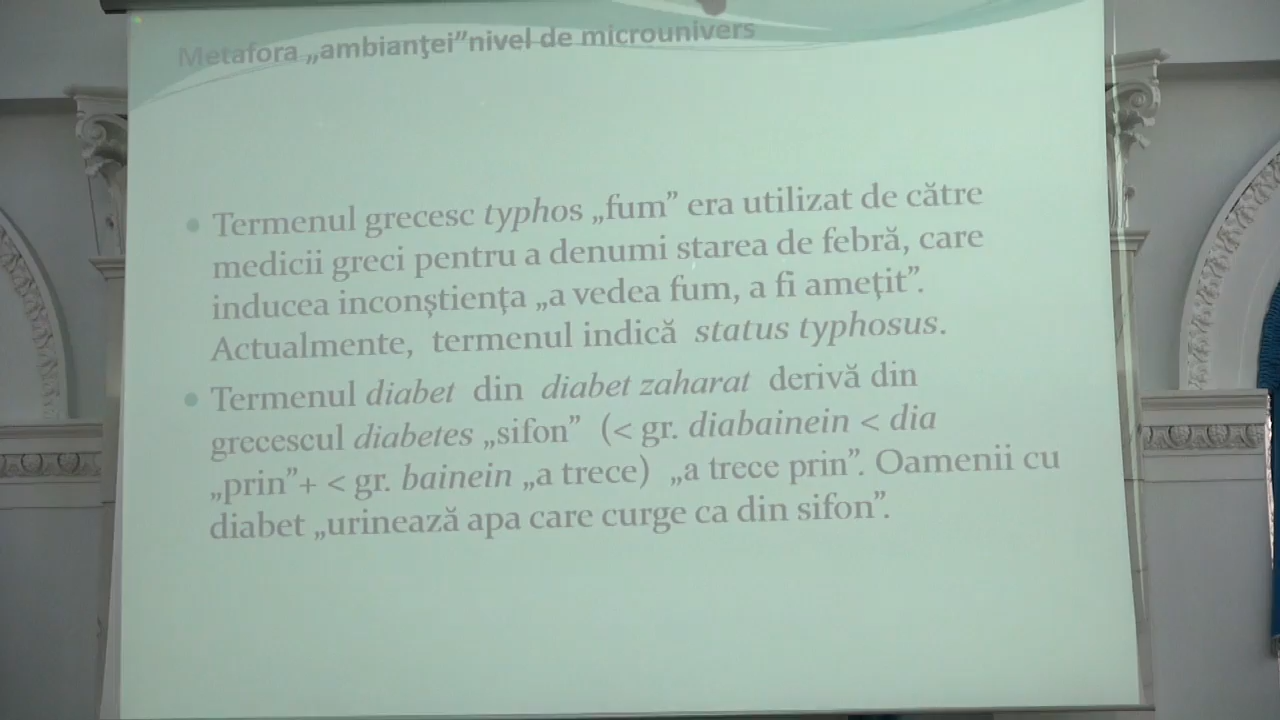 Metafora „ambianţei”nivel de microunivers
• Termenul grecesc typhos „fum” era utilizat de către
medicii greci pentru a denumi starea de febră, care
inducea inconştienţa „a vedea fum, a fi ameţit”.
Actualmente, termenul indică status typhosus.
• Termenul diabet din diabet zaharat derivă din
grecescul diabetes „sifon” (< gr. diabainein < dia
„prin”+ < gr. bainein „a trece) „a trece prin”. Oamenii cu
diabet „urinează apa care curge ca din sifon”.